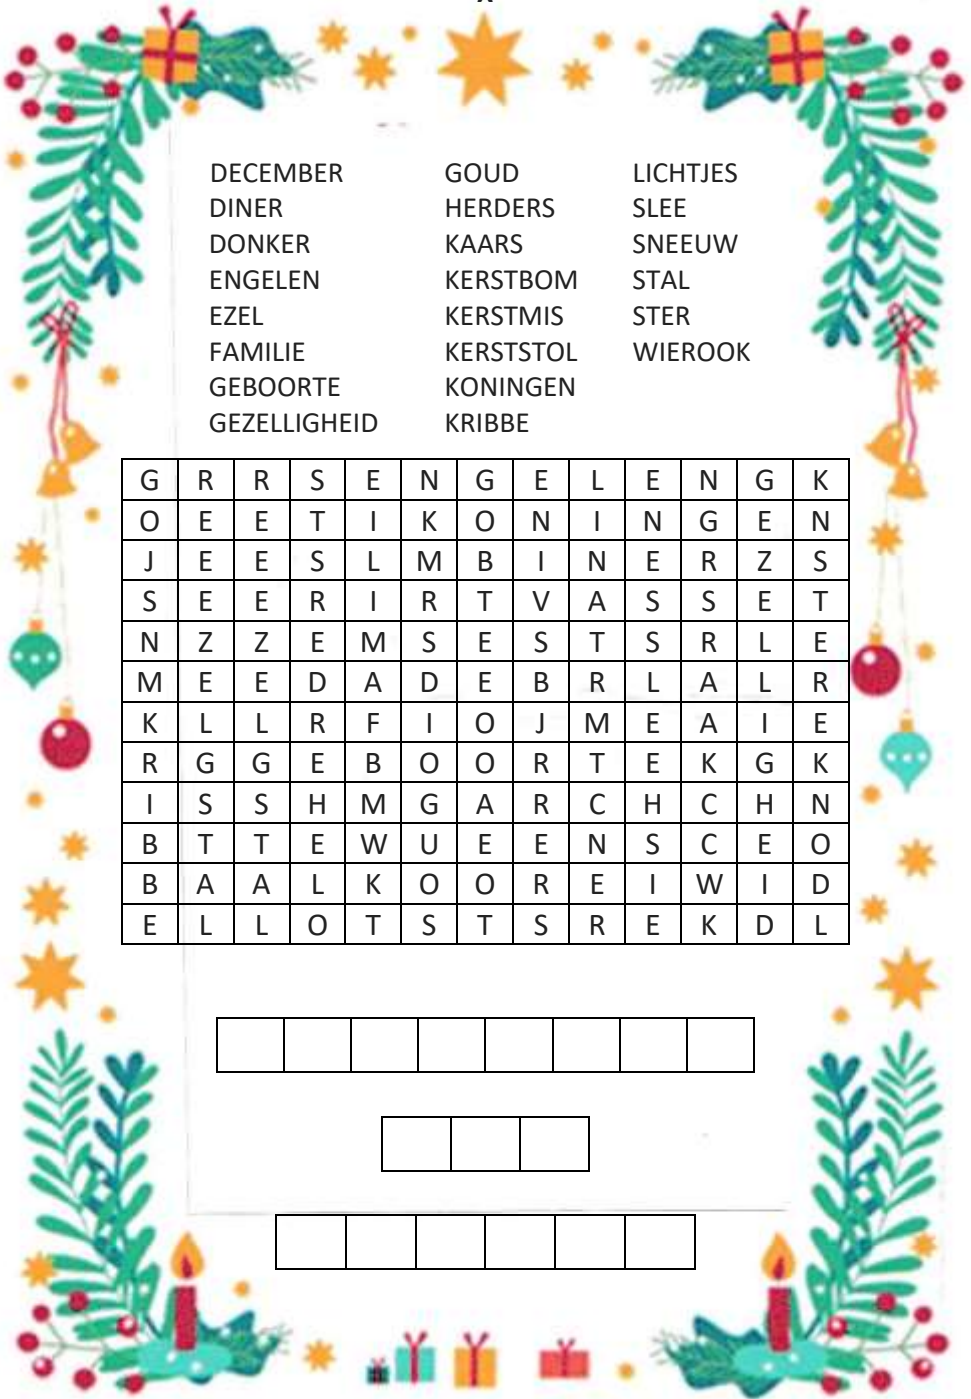 DECEMBER GOUD LICHTJES
DINER HERDERS SLEE
DONKER KAARS SNEEUW
ENGELEN KERSTBOM STAL
EZEL KERSTMIS STER
FAMILIE KERSTSTOL WIEROOK
GEBOORTE KONINGEN
GEZELLIGHEID KRIBBE
G R R S E N G E L E N G K
O E E T I K O N I N G E N
J E E S L M B I N E R Z S
S E E R I R T V A S S E T
N Z Z E M S E S T S R L E
M E E D A D E B R L A L R
K L L R F I O J M E A I E
R G G E B O O R T E K G K
I S S H M G A R C H C H N
B T T E W U E E N S C E O
B A A L K O O R E I W I D
E L L O T S T S R E K D L